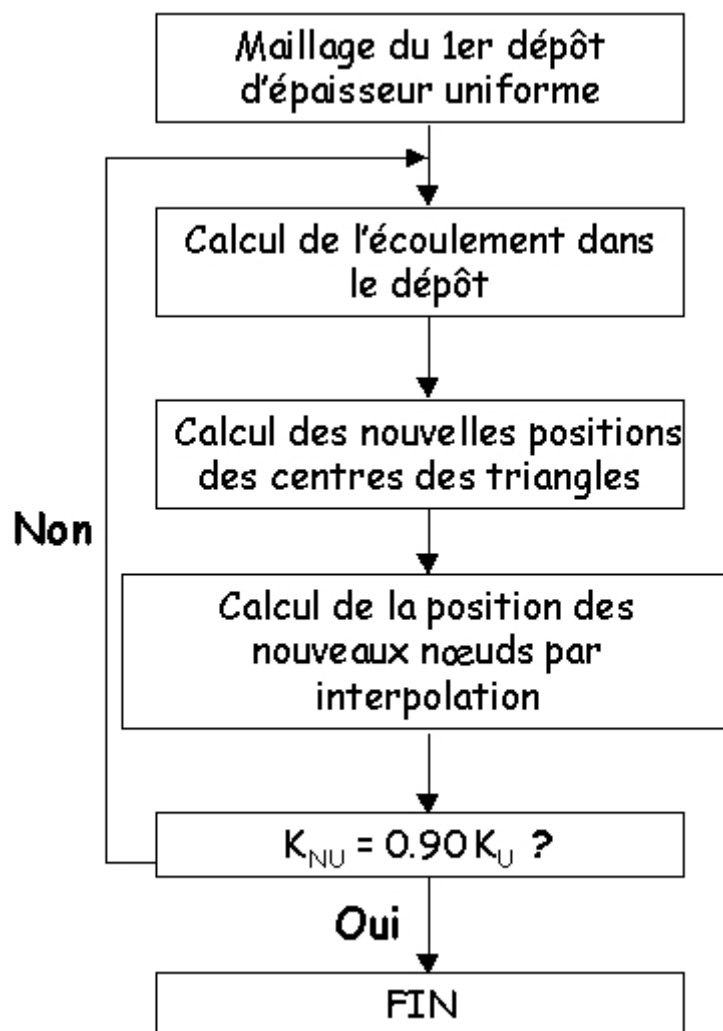 Maillage du 1er dépôt
d'épaisseur uniforme
Calcul de l'écoulement dans
le dépôt
Calcul des nouvelles positions
des centres des triangles
Non
Calcul de la position des
nouveaux nœuds par
interpolation
K_NU = 0.90 K_U ?
Oui
FIN